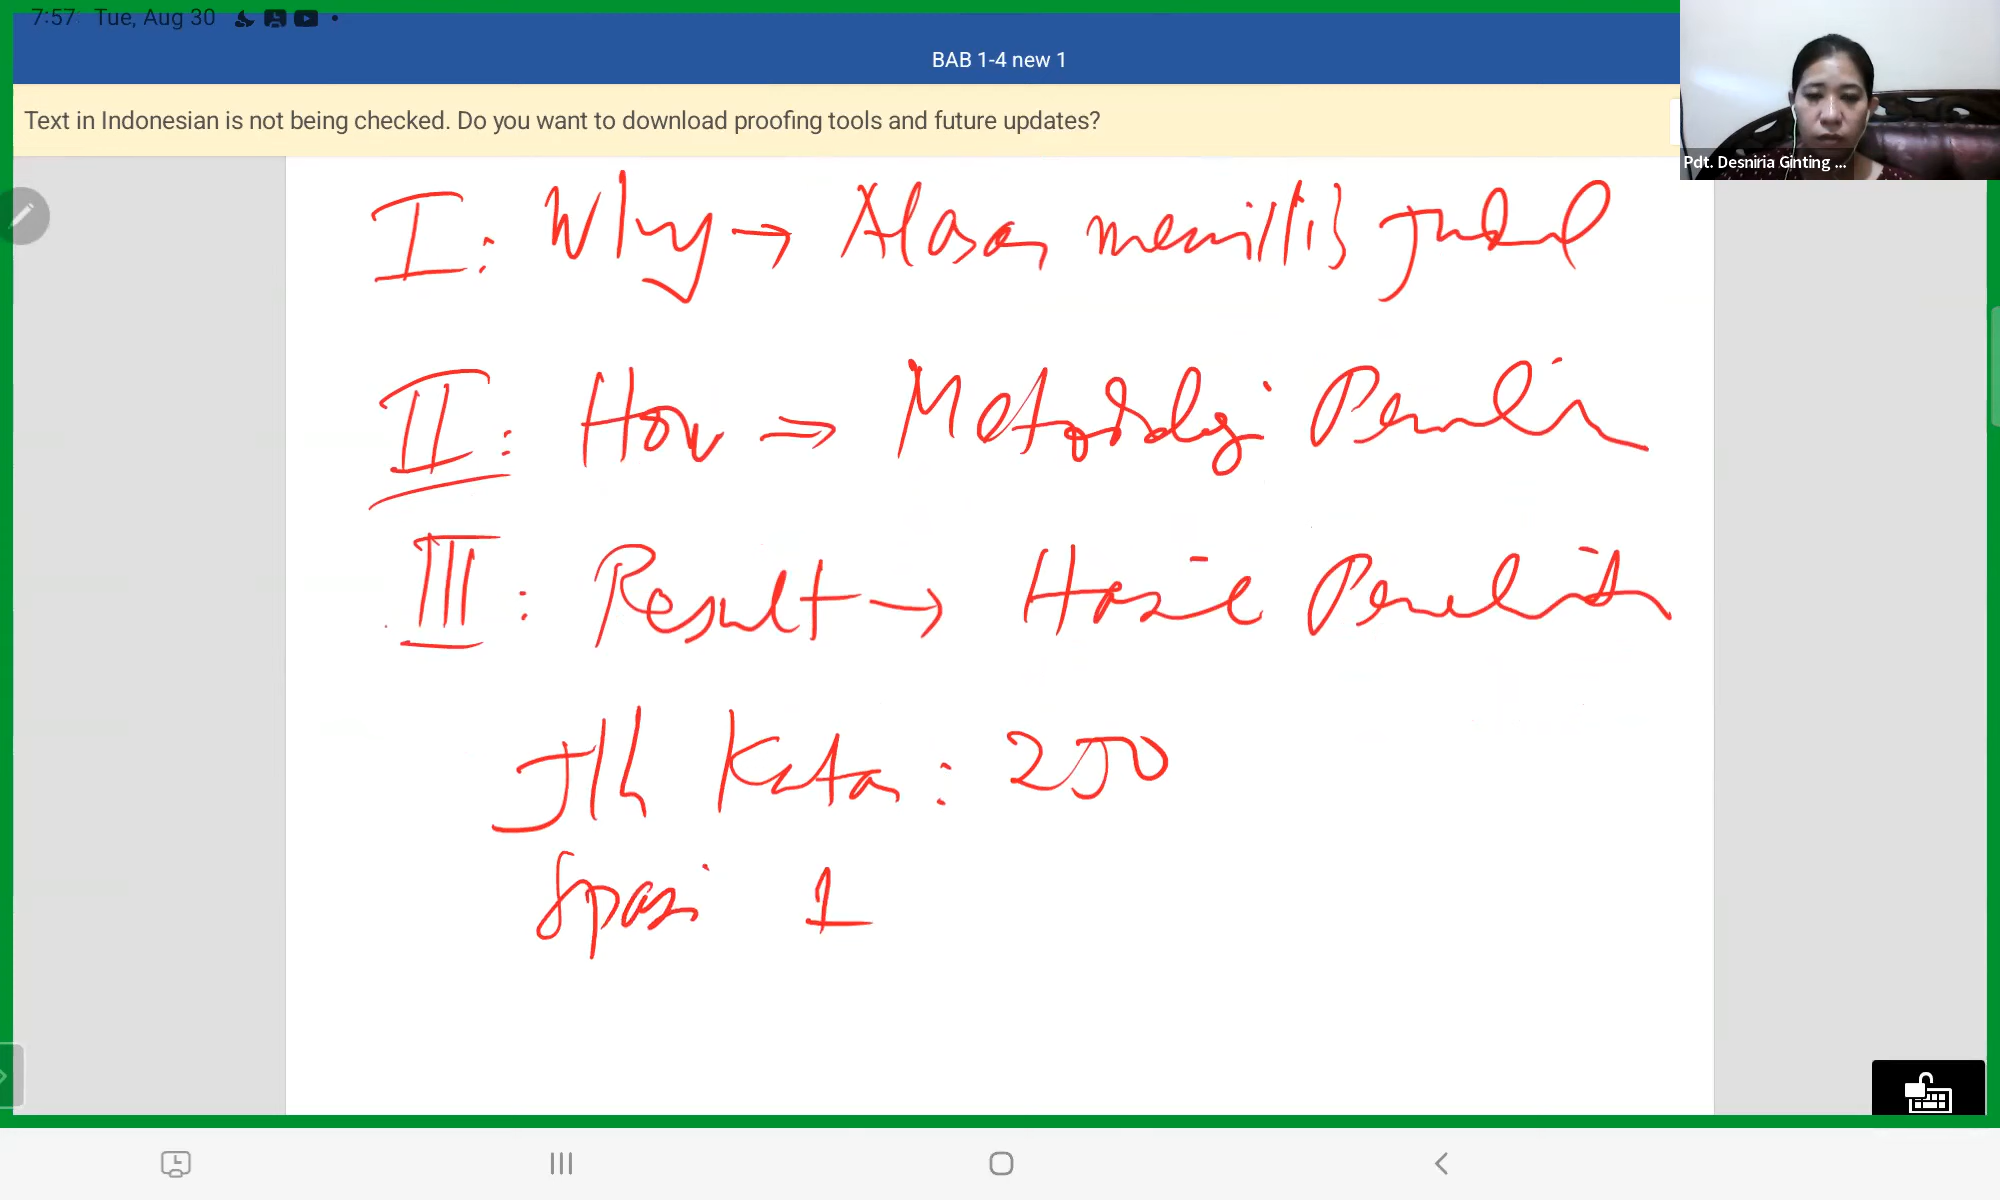 7:57 Tue, Aug 30
BAB 1-4 new 1
Text in Indonesian is not being checked. Do you want to download proofing tools and future updates?
Pdt. Desniria Ginting ...
I: Why → Alasan memilih judul
II: How ⇒ Metodologi
III: Result → Hasil
Jlh Kata: 250
Spasi 1